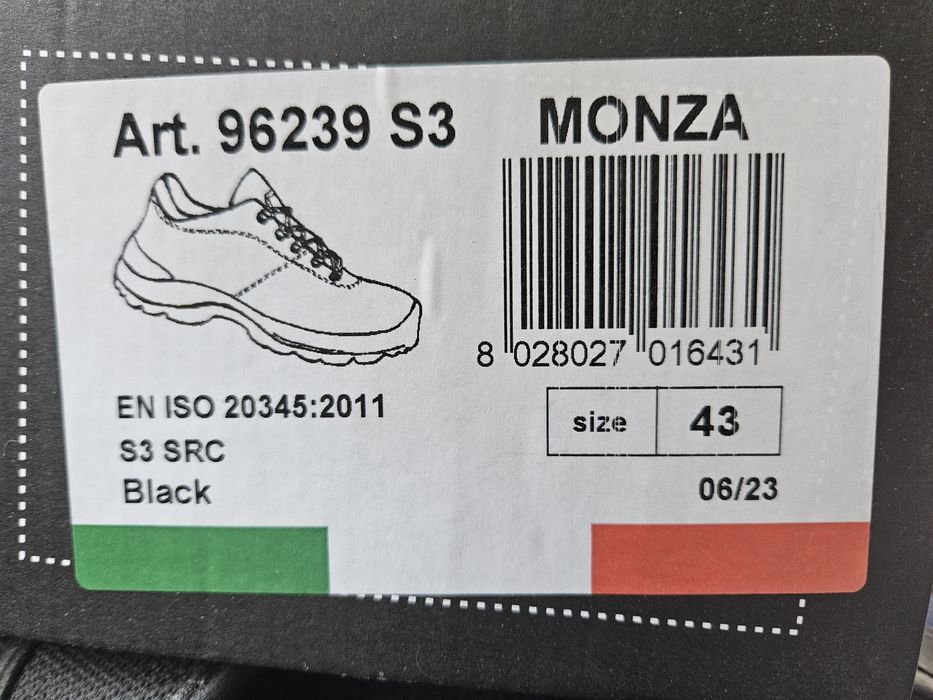 Art. 96239 S3
MONZA
8 028027 016431
EN ISO 20345:2011
S3 SRC
Black
size 43
06/23